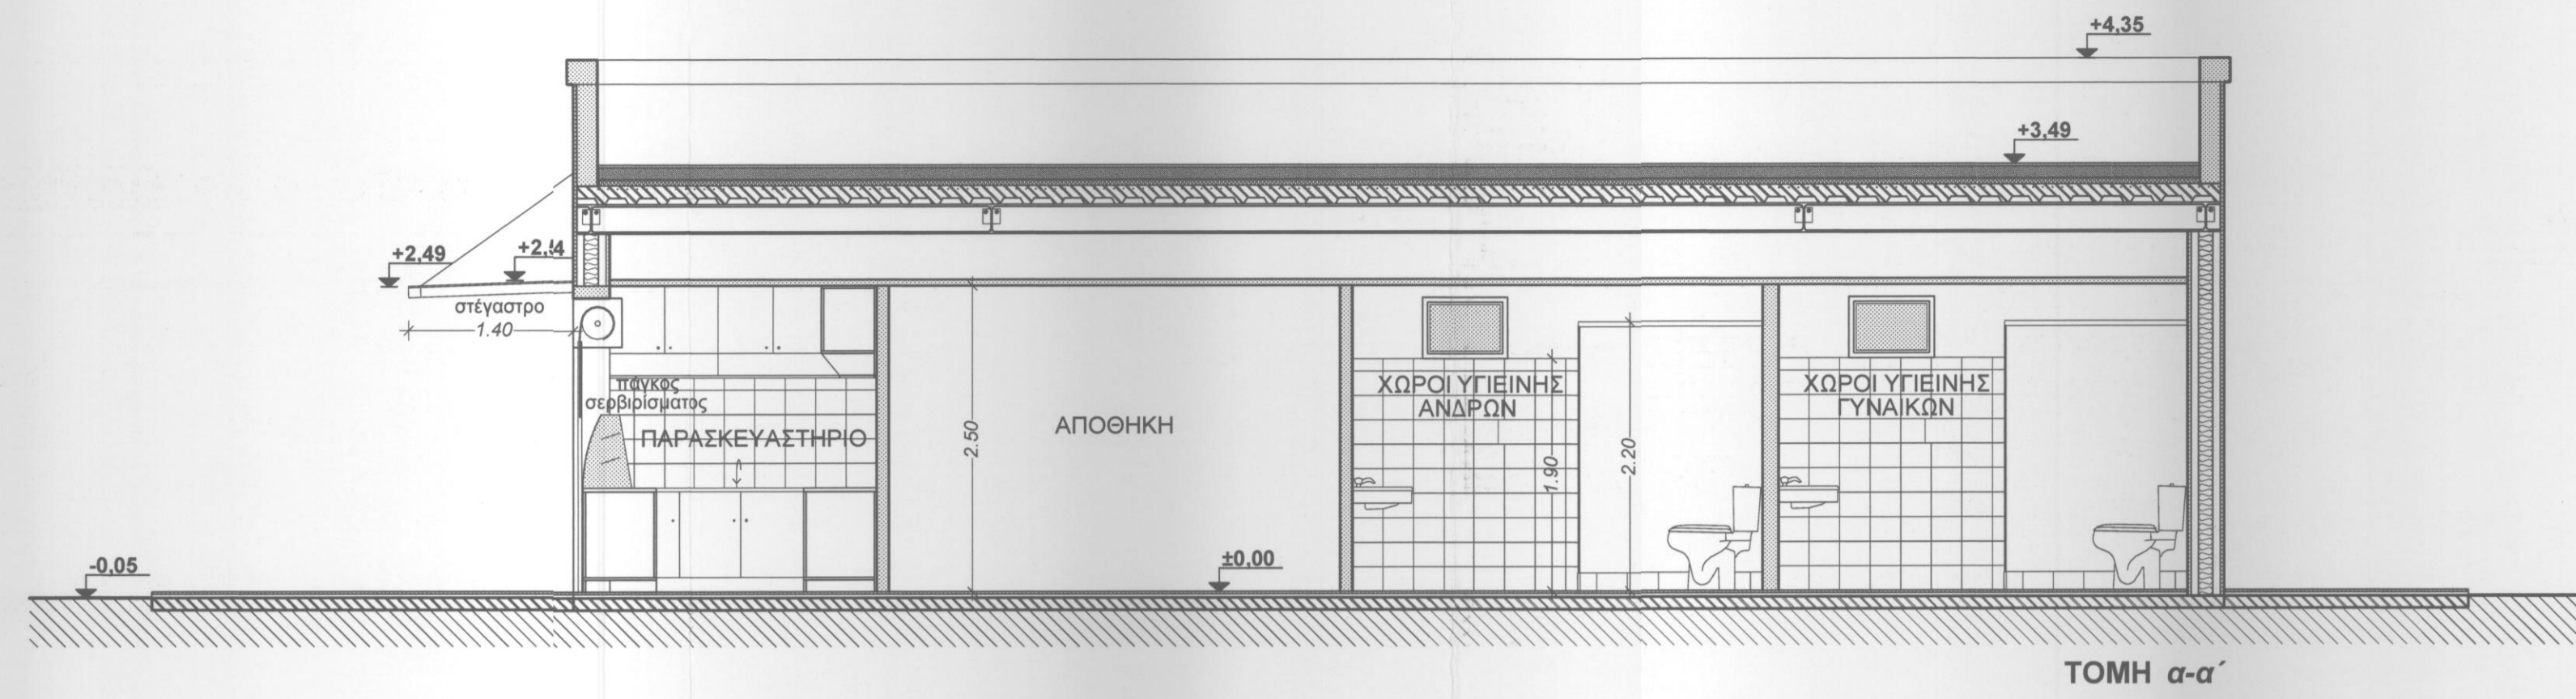 +4,35
+3,49
+2,49
στέγαστρο
1.40
πάγκος
σερβιρίσματος
ΠΑΡΑΣΚΕΥΑΣΤΗΡΙΟ
2.50
ΑΠΟΘΗΚΗ
ΧΩΡΟΙ ΥΓΙΕΙΝΗΣ
ΑΝΔΡΩΝ
1.90
2.20
ΧΩΡΟΙ ΥΓΙΕΙΝΗΣ
ΓΥΝΑΙΚΩΝ
-0,05
±0,00
ΤΟΜΗ α-α΄